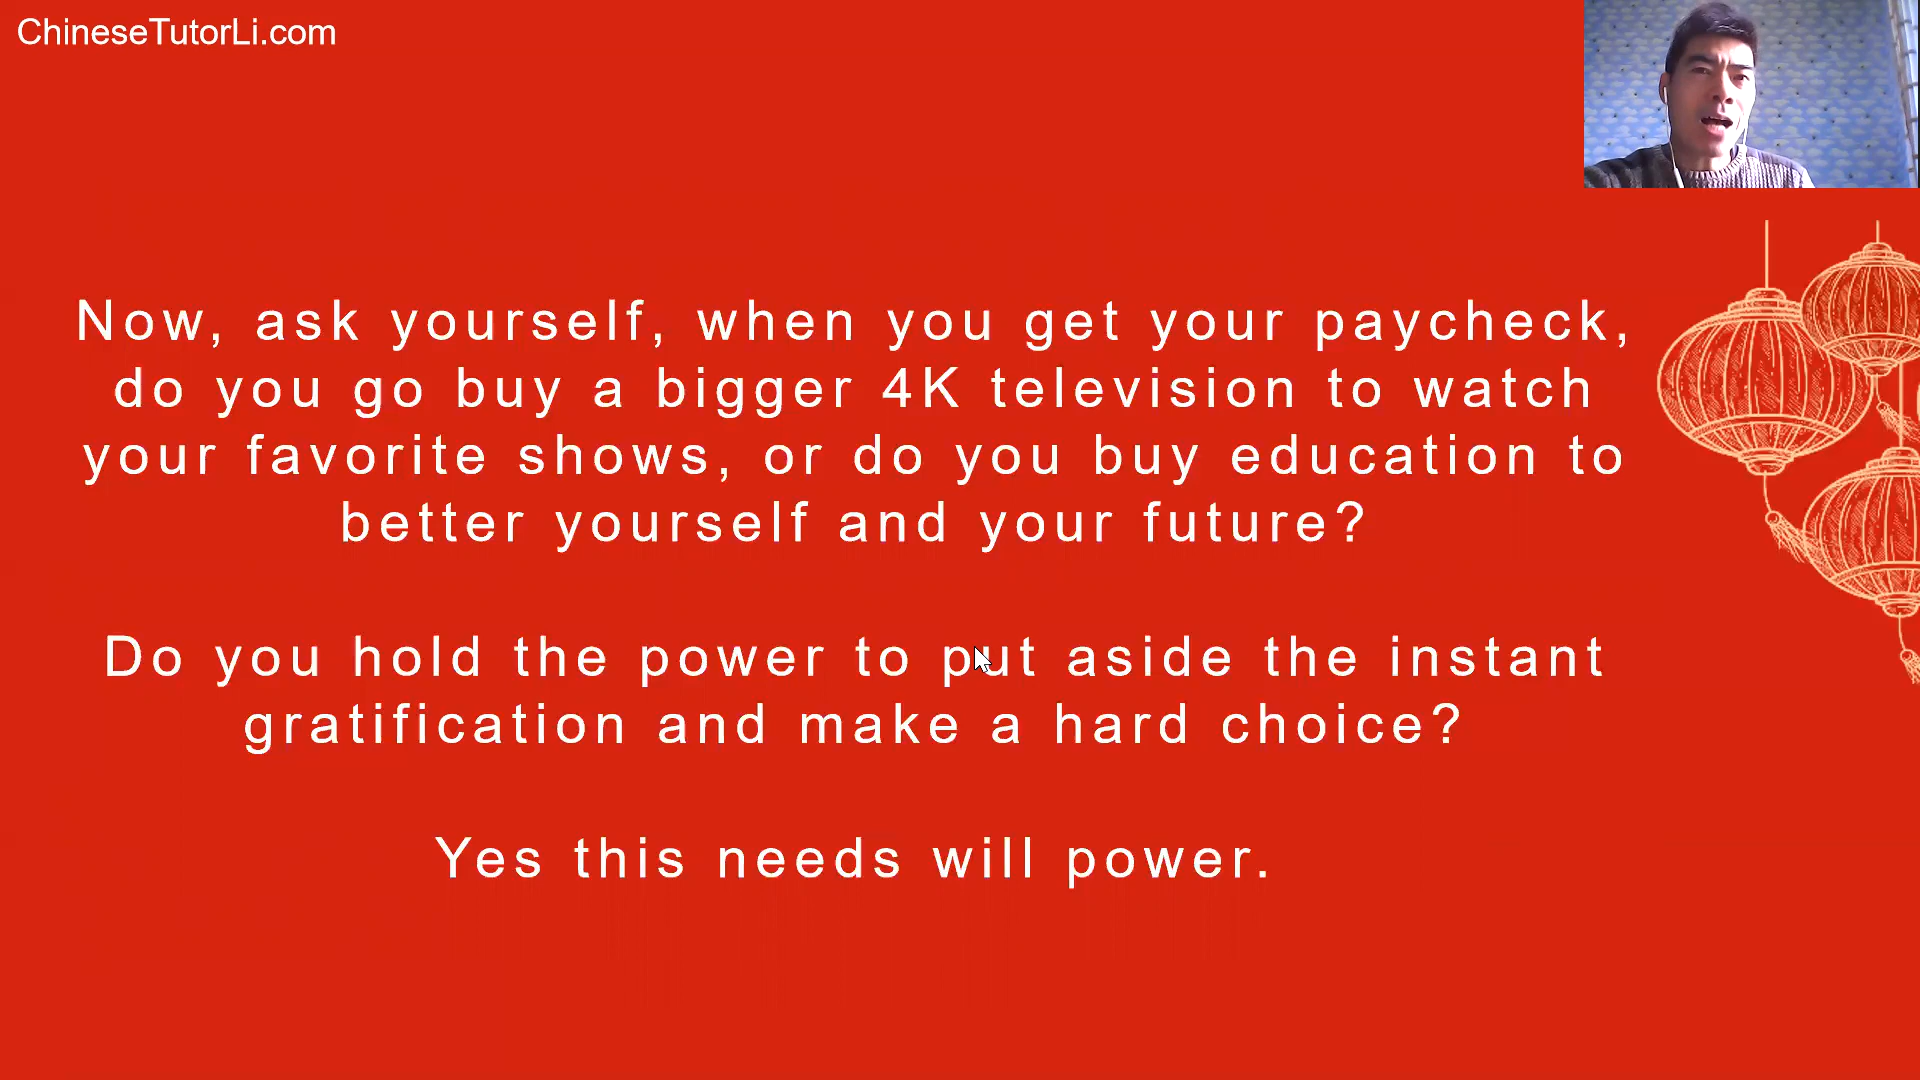 ChineseTutorLi.com
Now, ask yourself, when you get your paycheck,
do you go buy a bigger 4K television to watch
your favorite shows, or do you buy education to
better yourself and your future?
Do you hold the power to put aside the instant
gratification and make a hard choice?
Yes this needs will power.